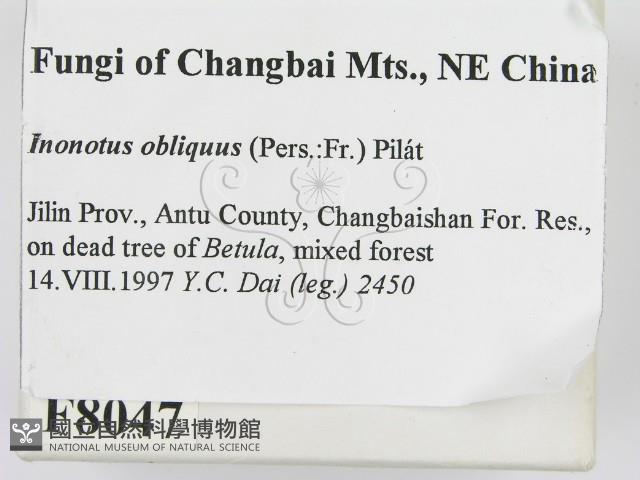 Fungi of Changbai Mts., NE China
Inonotus obliquus (Pers.:Fr.) Pilát
Jilin Prov., Antu County, Changbaishan For. Res.,
on dead tree of Betula, mixed forest
14.VIII.1997 Y.C. Dai (leg.) 2450
F8047
國立自然科學博物館
NATIONAL MUSEUM OF NATURAL SCIENCE